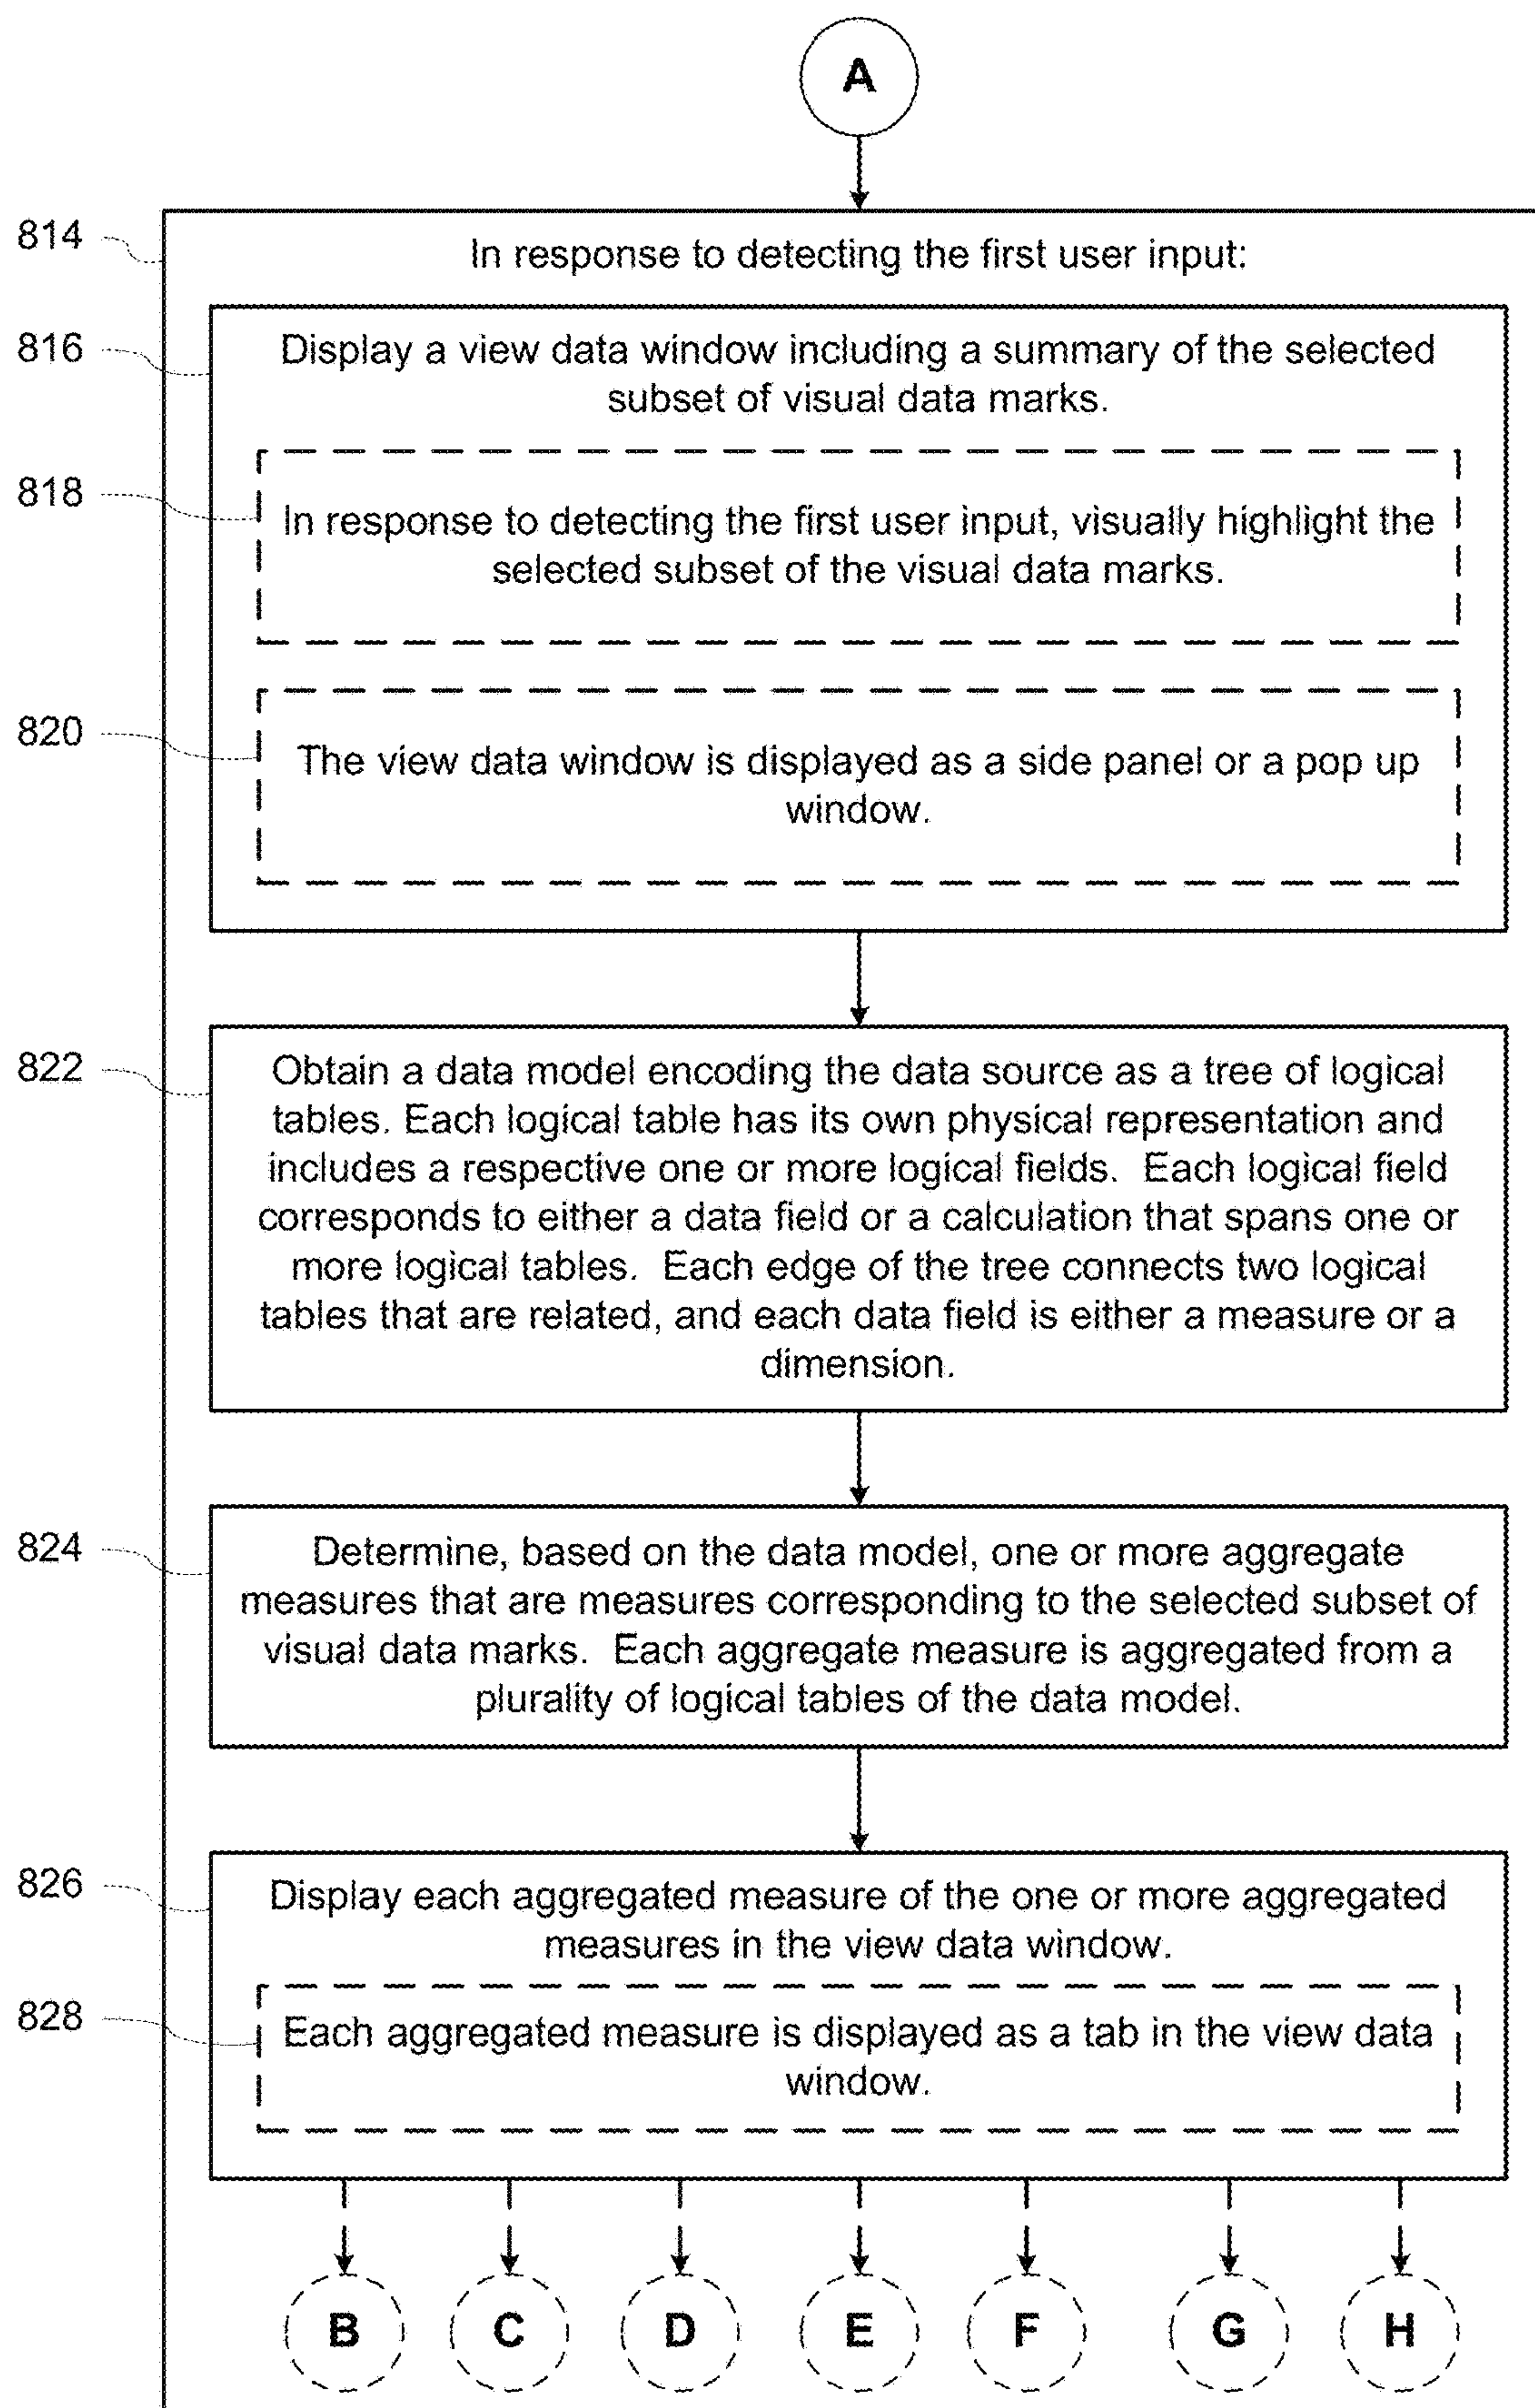 A
814
In response to detecting the first user input:
816
Display a view data window including a summary of the selected
subset of visual data marks.
818
In response to detecting the first user input, visually highlight the
selected subset of the visual data marks.
820
The view data window is displayed as a side panel or a pop up
window.
822
Obtain a data model encoding the data source as a tree of logical
tables. Each logical table has its own physical representation and
includes a respective one or more logical fields. Each logical field
corresponds to either a data field or a calculation that spans one or
more logical tables. Each edge of the tree connects two logical
tables that are related, and each data field is either a measure or a
dimension.
824
Determine, based on the data model, one or more aggregate
measures that are measures corresponding to the selected subset of
visual data marks. Each aggregate measure is aggregated from a
plurality of logical tables of the data model.
826
Display each aggregated measure of the one or more aggregated
measures in the view data window.
828
Each aggregated measure is displayed as a tab in the view data
window.
B C D E F G H